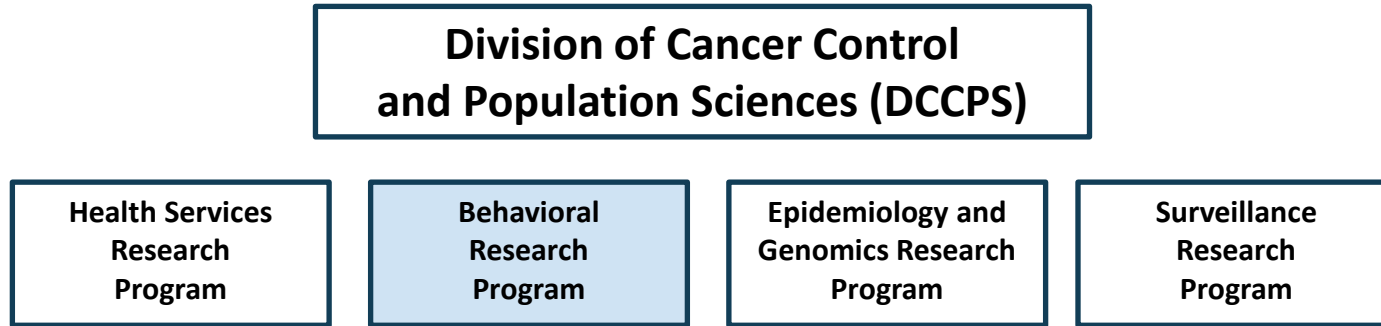 Division of Cancer Control
and Population Sciences (DCCPS)
Health Services
Research
Program
Behavioral
Research
Program
Epidemiology and
Genomics Research
Program
Surveillance
Research
Program